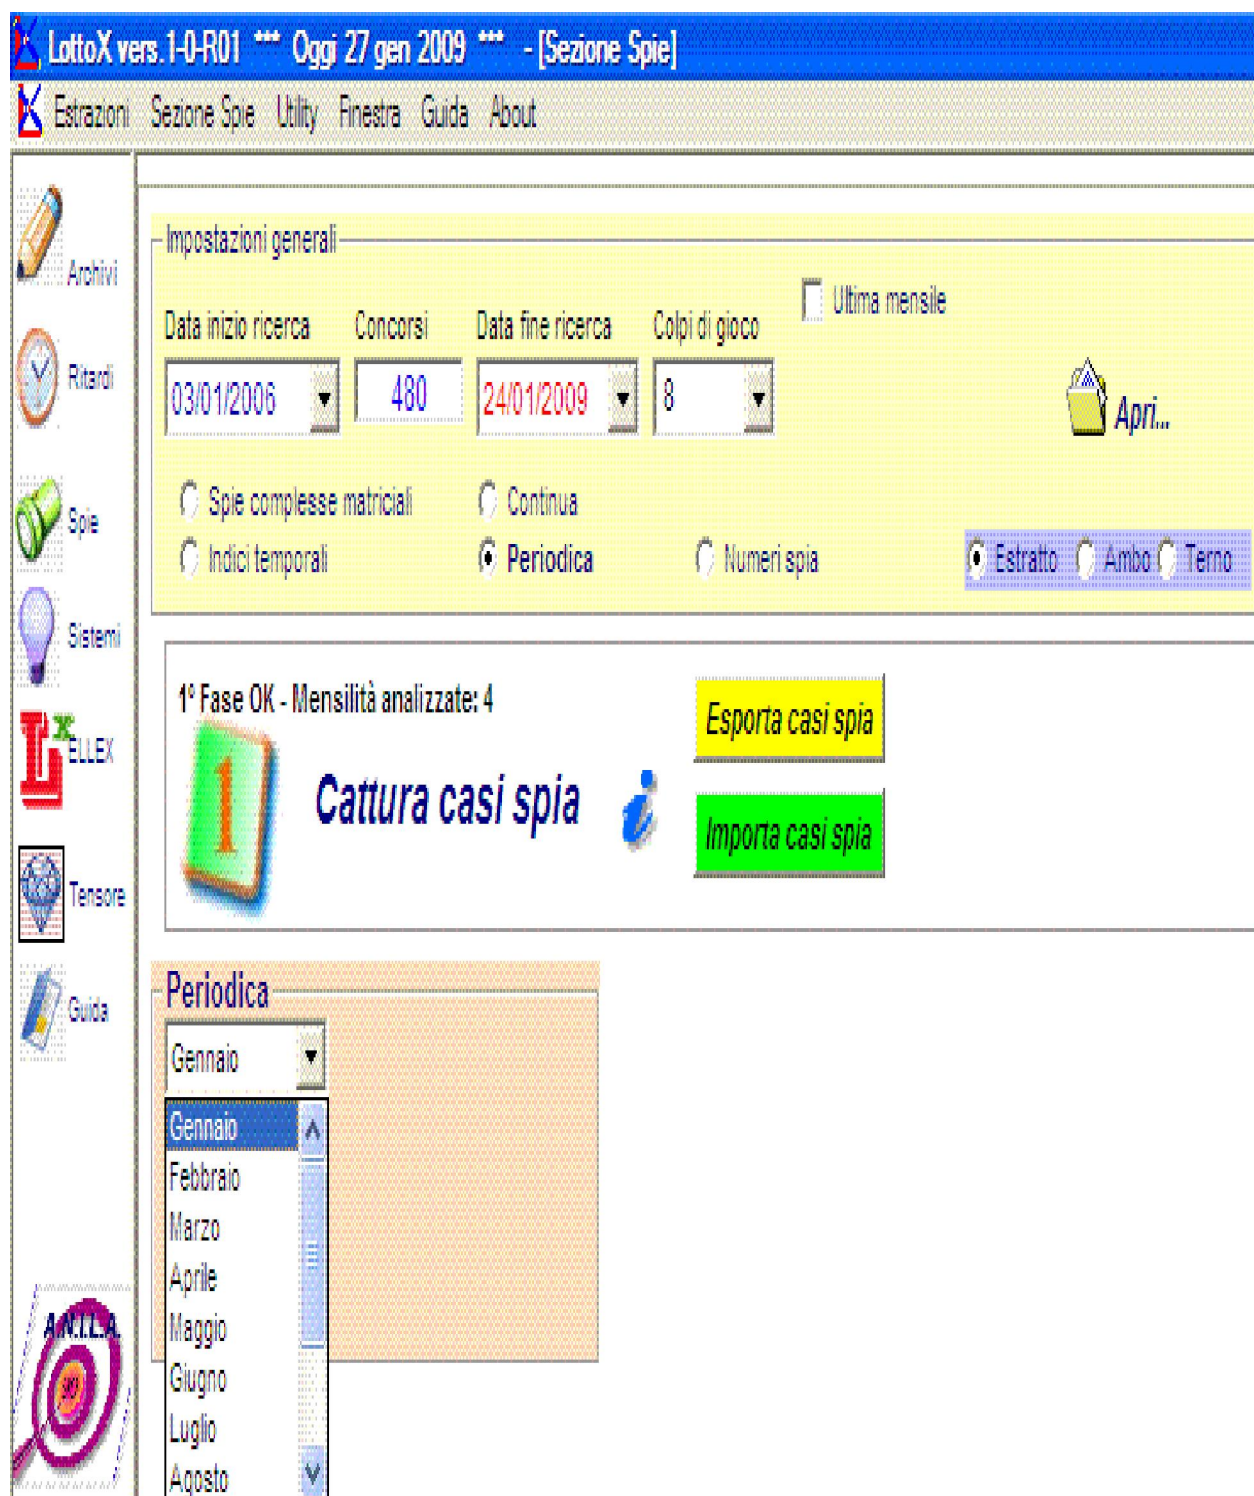 LottoX vers.1-0-R01 *** Oggi 27 gen 2009 *** - [Sezione Spie]
Estrazioni Sezione Spie Utility Finestra Guida About
Archivi
Ritardi
Spie
Sistemi
ELLEX
Tensore
Guida
A.N.I.L.A.
Impostazioni generali
Ultima mensile
Data inizio ricerca Concorsi Data fine ricerca Colpi di gioco
03/01/2006 480 24/01/2009 8
Apri...
Spie complesse matriciali Continua
Indici temporali Periodica Numeri spia Estratto Ambo Terno
1° Fase OK - Mensilità analizzate: 4
1 Cattura casi spia
Esporta casi spia
Importa casi spia
Periodica
Gennaio
Gennaio
Febbraio
Marzo
Aprile
Maggio
Giugno
Luglio
Agosto